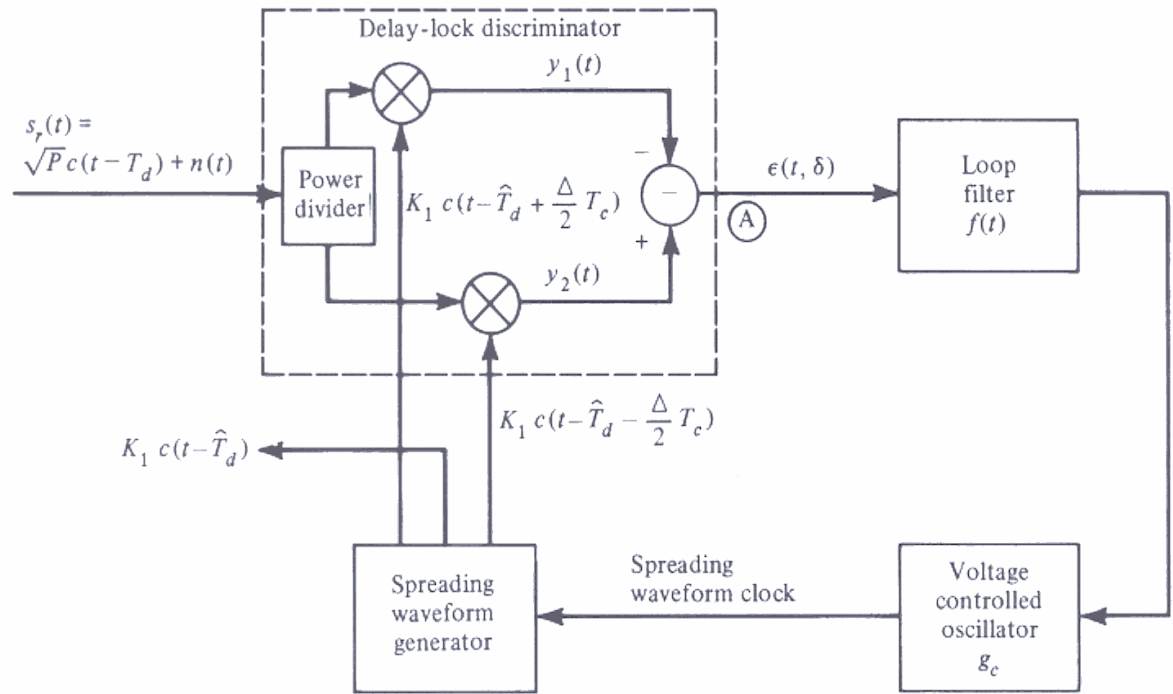 Delay-lock discriminator
y₁(t)
s_r(t) =
√P c(t − T_d) + n(t)
Power
divider
K₁ c(t − T̂_d + Δ/2 T_c)
−
−
+
ϵ(t, δ)
A
Loop
filter
f(t)
y₂(t)
K₁ c(t − T̂_d − Δ/2 T_c)
K₁ c(t − T̂_d)
Spreading
waveform
generator
Spreading
waveform clock
Voltage
controlled
oscillator
g_c